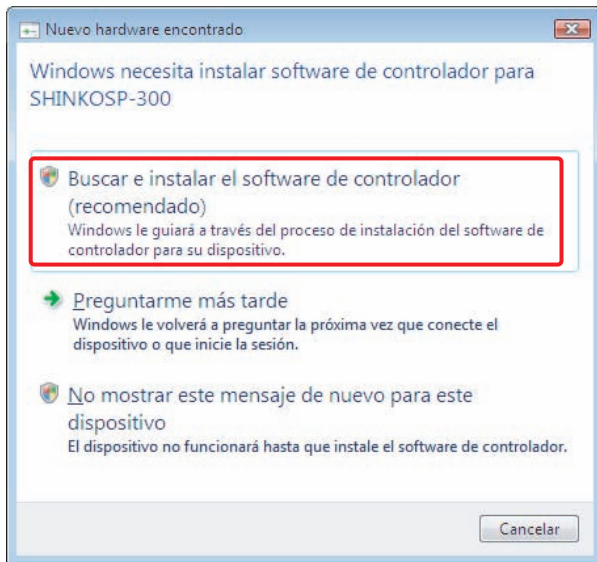 Nuevo hardware encontrado
Windows necesita instalar software de controlador para
SHINKOSP-300
Buscar e instalar el software de controlador
(recomendado)
Windows le guiará a través del proceso de instalación del software de
controlador para su dispositivo.
Preguntarme más tarde
Windows le volverá a preguntar la próxima vez que conecte el
dispositivo o que inicie la sesión.
No mostrar este mensaje de nuevo para este
dispositivo
El dispositivo no funcionará hasta que instale el software de controlador.
Cancelar